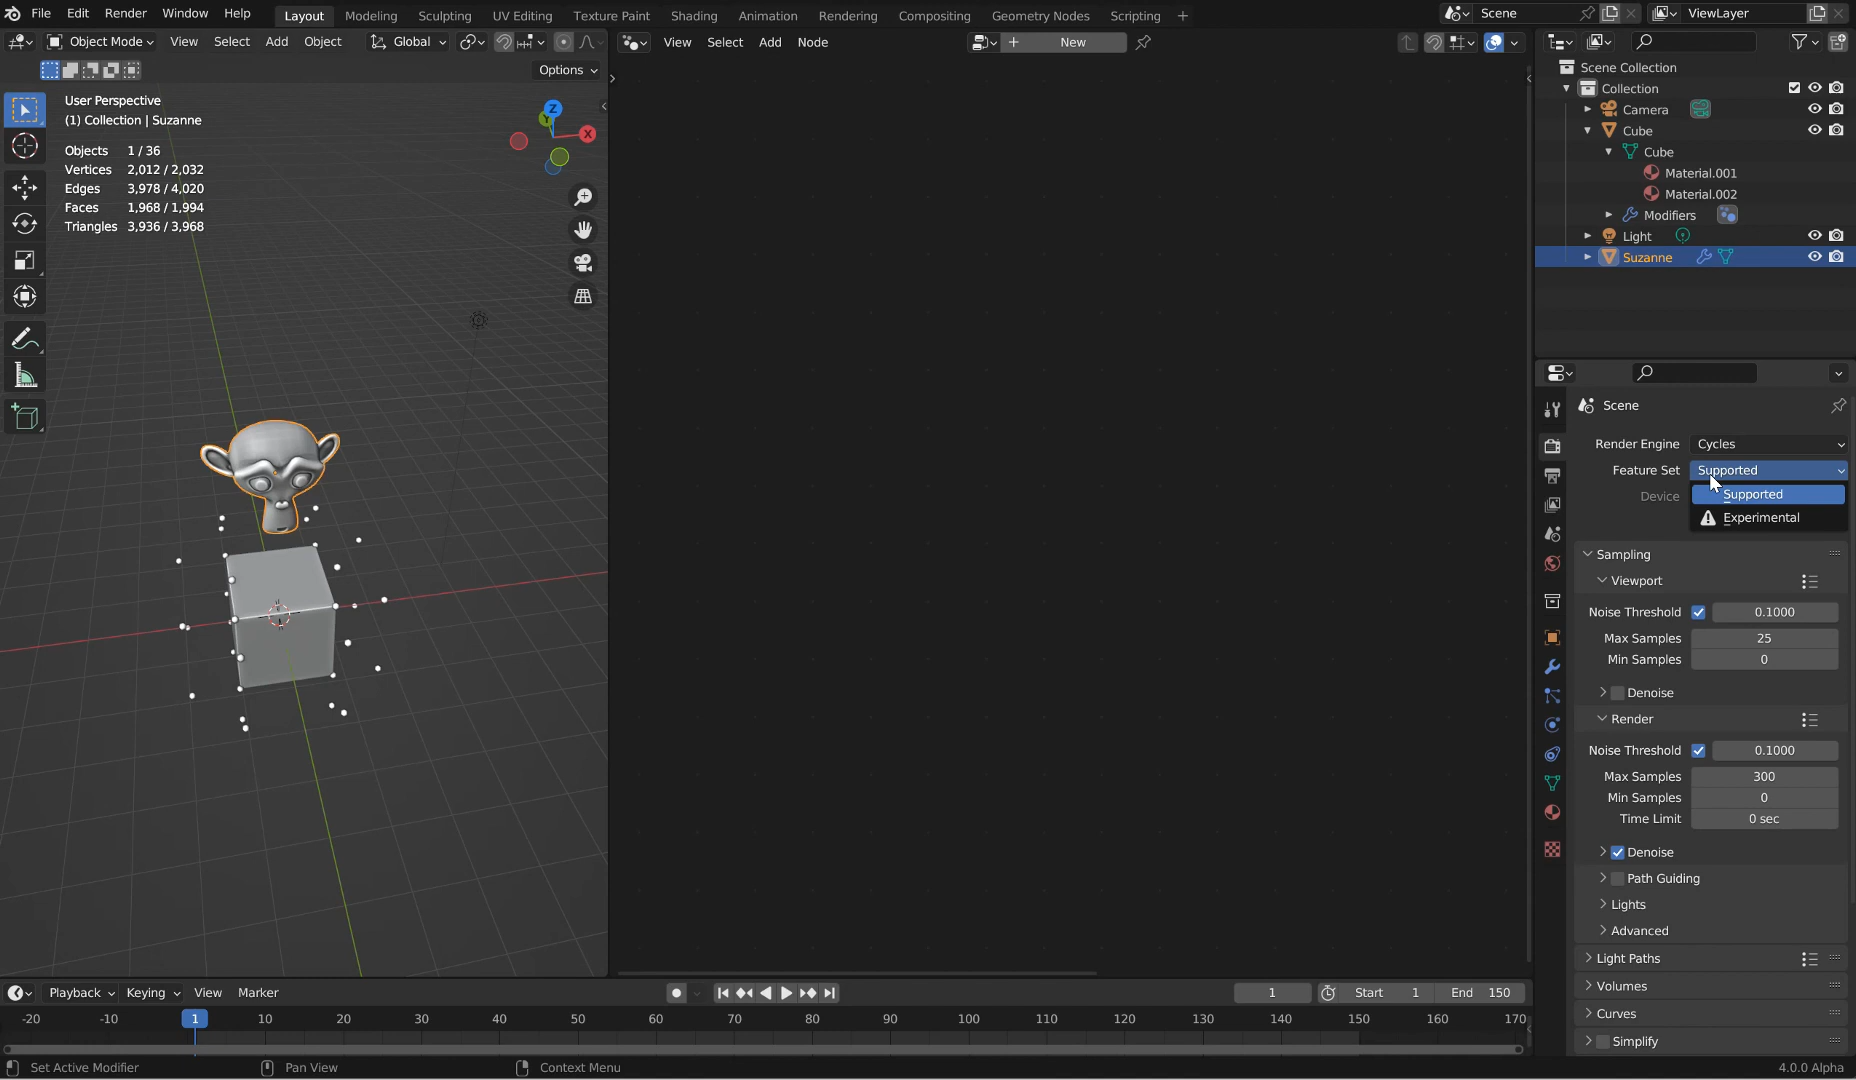 File Edit Render Window Help Layout Modeling Sculpting UV Editing Texture Paint Shading Animation Rendering Compositing Geometry Nodes Scripting + Scene ViewLayer
Object Mode View Select Add Object Global View Select Add Node + New
Options
User Perspective
(1) Collection | Suzanne
Objects 1 / 36
Vertices 2,012 / 2,032
Edges 3,978 / 4,020
Faces 1,968 / 1,994
Triangles 3,936 / 3,968
Z
Y
X
Scene Collection
Collection
Camera
Cube
Cube
Material.001
Material.002
Modifiers
Light
Suzanne
Scene
Render Engine Cycles
Feature Set Supported
Device Supported
Experimental
Sampling
Viewport
Noise Threshold 0.1000
Max Samples 25
Min Samples 0
Denoise
Render
Noise Threshold 0.1000
Max Samples 300
Min Samples 0
Time Limit 0 sec
Denoise
Path Guiding
Lights
Advanced
Light Paths
Volumes
Curves
Simplify
Playback Keying View Marker 1 Start 1 End 150
-20 -10 1 10 20 30 40 50 60 70 80 90 100 110 120 130 140 150 160 170
Set Active Modifier Pan View Context Menu 4.0.0 Alpha